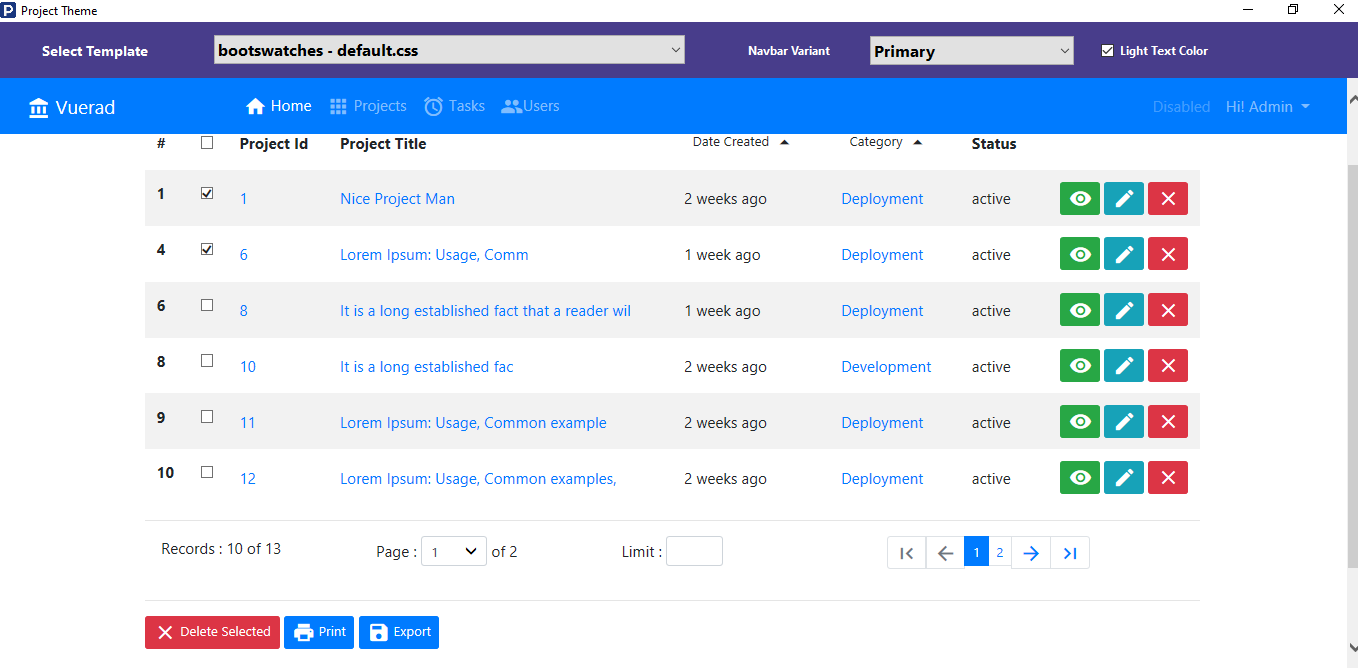 Project Theme
Select Template bootswatches - default.css Navbar Variant Primary Light Text Color
Vuerad Home Projects Tasks Users Disabled Hi! Admin
# Project Id Project Title Date Created Category Status
1 1 Nice Project Man 2 weeks ago Deployment active
4 6 Lorem Ipsum: Usage, Comm 1 week ago Deployment active
6 8 It is a long established fact that a reader wil 1 week ago Deployment active
8 10 It is a long established fac 2 weeks ago Development active
9 11 Lorem Ipsum: Usage, Common example 2 weeks ago Deployment active
10 12 Lorem Ipsum: Usage, Common examples, 2 weeks ago Deployment active
Records : 10 of 13 Page : 1 of 2 Limit : 1 2
Delete Selected Print Export